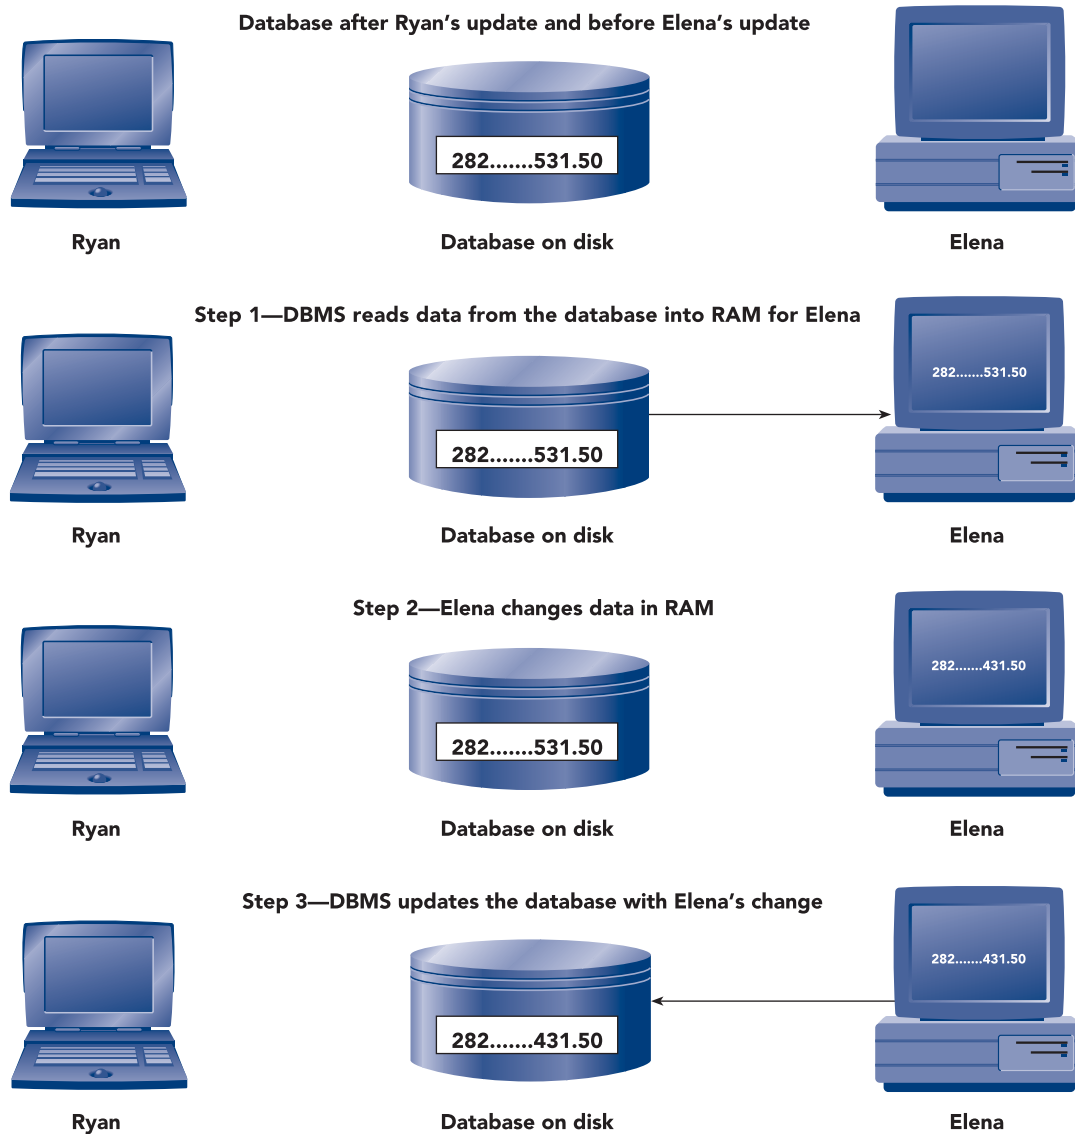 Database after Ryan’s update and before Elena’s update
282.......531.50
Ryan
Database on disk
Elena
Step 1—DBMS reads data from the database into RAM for Elena
282.......531.50
282.......531.50
Ryan
Database on disk
Elena
Step 2—Elena changes data in RAM
282.......431.50
282.......531.50
Ryan
Database on disk
Elena
Step 3—DBMS updates the database with Elena’s change
282.......431.50
282.......431.50
Ryan
Database on disk
Elena